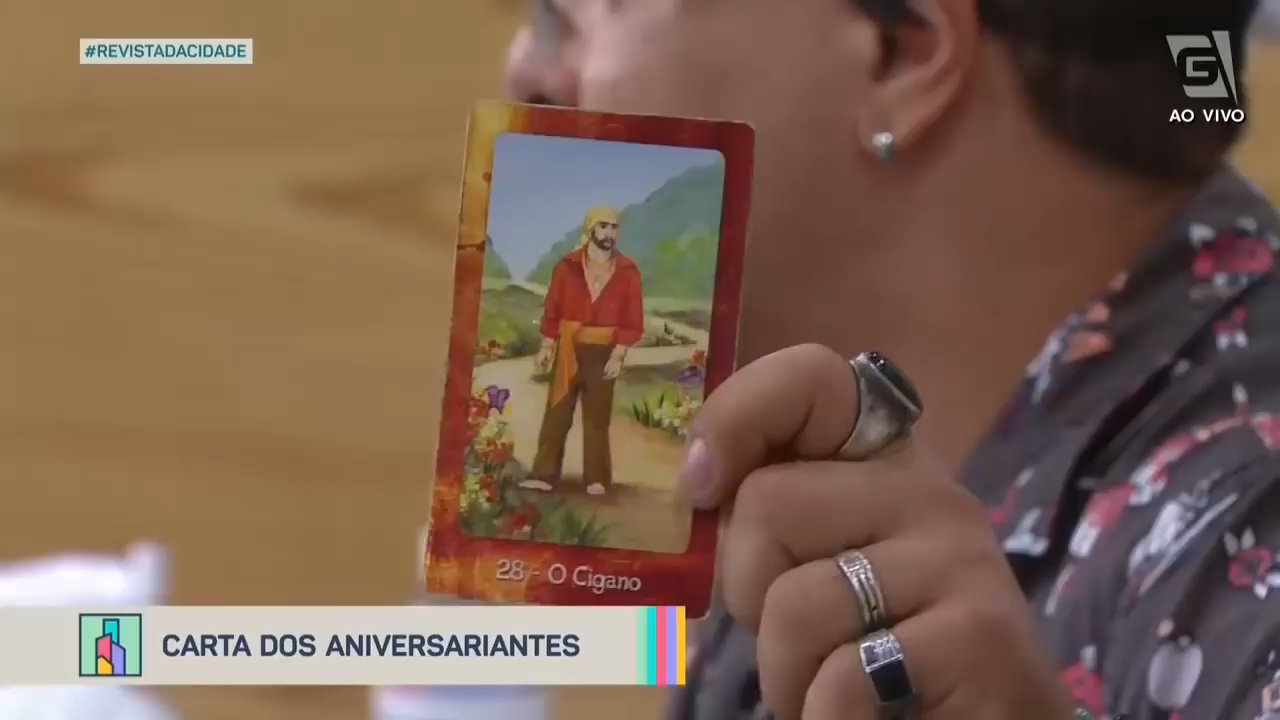 #REVISTADACIDADE
G
AO VIVO
28 - O Cigano
CARTA DOS ANIVERSARIANTES